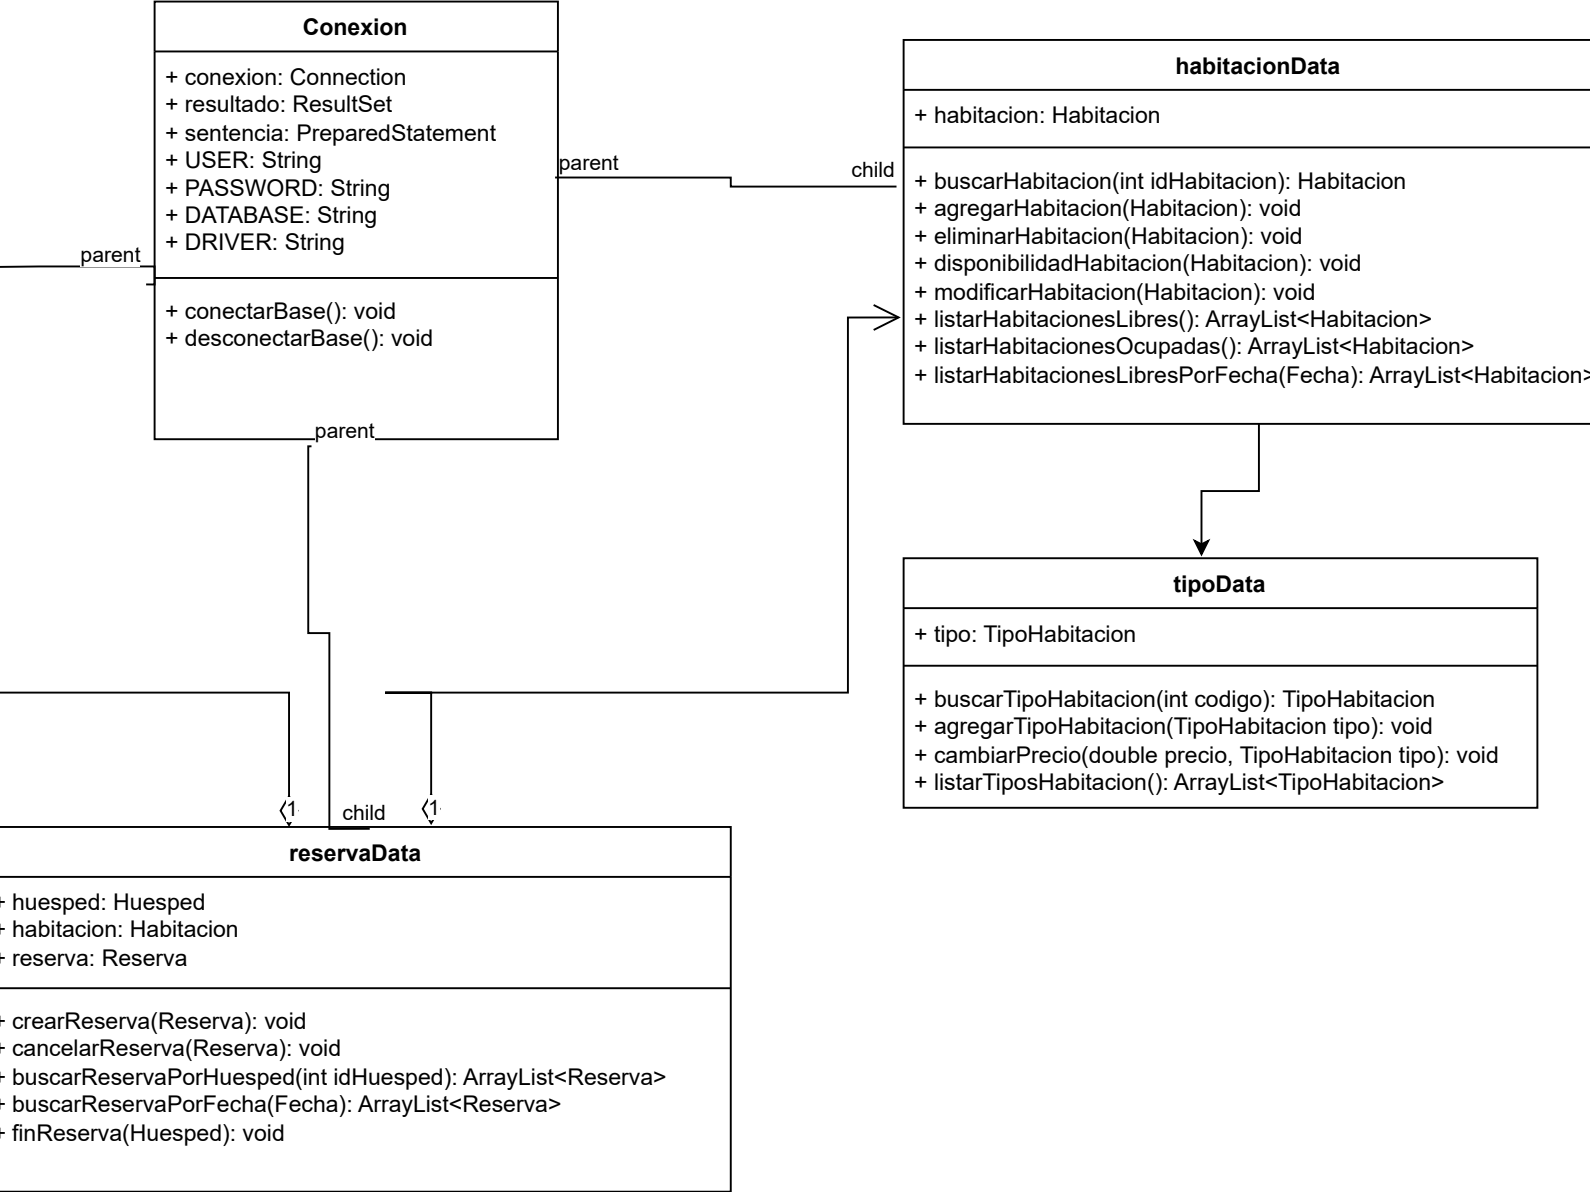 Conexion
+ conexion: Connection
+ resultado: ResultSet
+ sentencia: PreparedStatement
+ USER: String
+ PASSWORD: String
+ DATABASE: String
+ DRIVER: String
+ conectarBase(): void
+ desconectarBase(): void
parent
parent
child
parent
habitacionData
+ habitacion: Habitacion
+ buscarHabitacion(int idHabitacion): Habitacion
+ agregarHabitacion(Habitacion): void
+ eliminarHabitacion(Habitacion): void
+ disponibilidadHabitacion(Habitacion): void
+ modificarHabitacion(Habitacion): void
+ listarHabitacionesLibres(): ArrayList<Habitacion>
+ listarHabitacionesOcupadas(): ArrayList<Habitacion>
+ listarHabitacionesLibresPorFecha(Fecha): ArrayList<Habitacion>
tipoData
+ tipo: TipoHabitacion
+ buscarTipoHabitacion(int codigo): TipoHabitacion
+ agregarTipoHabitacion(TipoHabitacion tipo): void
+ cambiarPrecio(double precio, TipoHabitacion tipo): void
+ listarTiposHabitacion(): ArrayList<TipoHabitacion>
1
child
1
reservaData
+ huesped: Huesped
+ habitacion: Habitacion
+ reserva: Reserva
+ crearReserva(Reserva): void
+ cancelarReserva(Reserva): void
+ buscarReservaPorHuesped(int idHuesped): ArrayList<Reserva>
+ buscarReservaPorFecha(Fecha): ArrayList<Reserva>
+ finReserva(Huesped): void